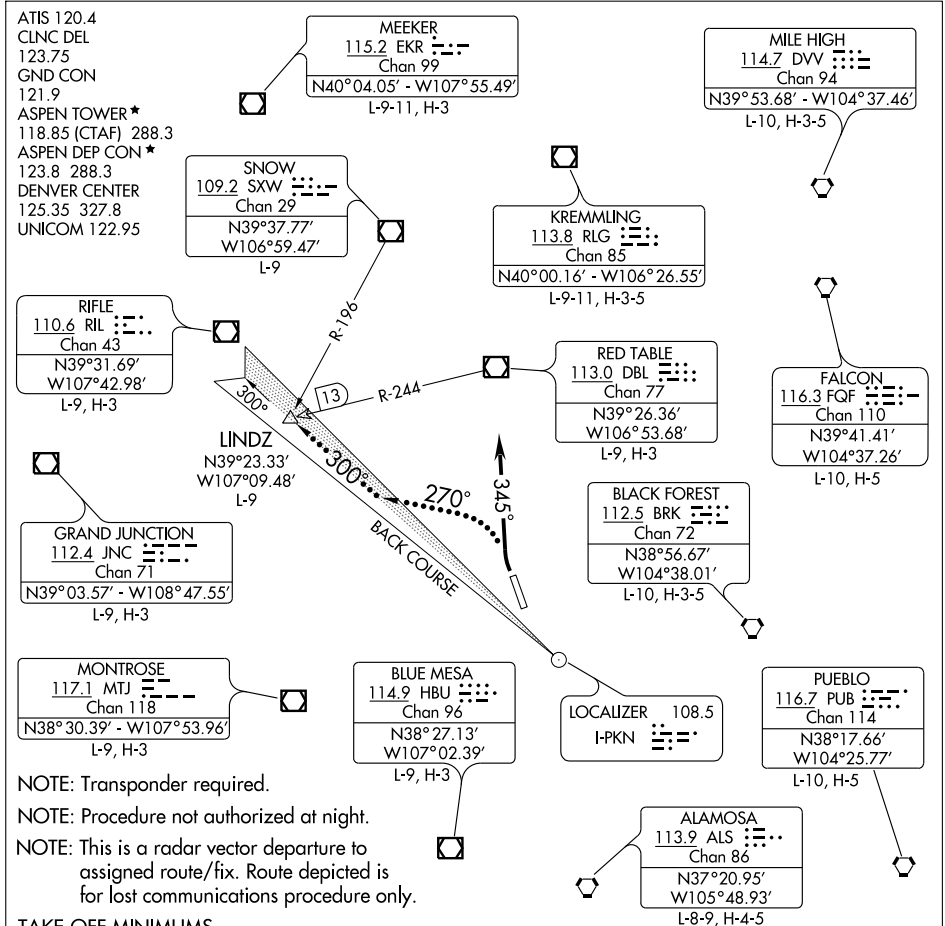 ATIS 120.4
CLNC DEL
123.75
GND CON
121.9
ASPEN TOWER★
118.85 (CTAF) 288.3
ASPEN DEP CON★
123.8 288.3
DENVER CENTER
125.35 327.8
UNICOM 122.95
MEEKER
115.2 EKR
Chan 99
N40°04.05' - W107°55.49'
L-9-11, H-3
MILE HIGH
114.7 DVV
Chan 94
N39°53.68' - W104°37.46'
L-10, H-3-5
SNOW
109.2 SXW
Chan 29
N39°37.77'
W106°59.47'
L-9
KREMMLING
113.8 RLG
Chan 85
N40°00.16' - W106°26.55'
L-9-11, H-3-5
RIFLE
110.6 RIL
Chan 43
N39°31.69'
W107°42.98'
L-9, H-3
R-196
RED TABLE
113.0 DBL
Chan 77
N39°26.36'
W106°53.68'
L-9, H-3
FALCON
116.3 FQF
Chan 110
N39°41.41'
W104°37.26'
L-10, H-5
13
R-244
300°
LINDZ
N39°23.33'
W107°09.48'
L-9
300°
270°
345°
BACK COURSE
BLACK FOREST
112.5 BRK
Chan 72
N38°56.67'
W104°38.01'
L-10, H-3-5
GRAND JUNCTION
112.4 JNC
Chan 71
N39°03.57' - W108°47.55'
L-9, H-3
MONTROSE
117.1 MTJ
Chan 118
N38°30.39' - W107°53.96'
L-9, H-3
BLUE MESA
114.9 HBU
Chan 96
N38°27.13'
W107°02.39'
L-9, H-3
LOCALIZER 108.5
I-PKN
PUEBLO
116.7 PUB
Chan 114
N38°17.66'
W104°25.77'
L-10, H-5
NOTE: Transponder required.
NOTE: Procedure not authorized at night.
NOTE: This is a radar vector departure to
assigned route/fix. Route depicted is
for lost communications procedure only.
ALAMOSA
113.9 ALS
Chan 86
N37°20.95'
W105°48.93'
L-8-9, H-4-5
TAKE-OFF MINIMUMS